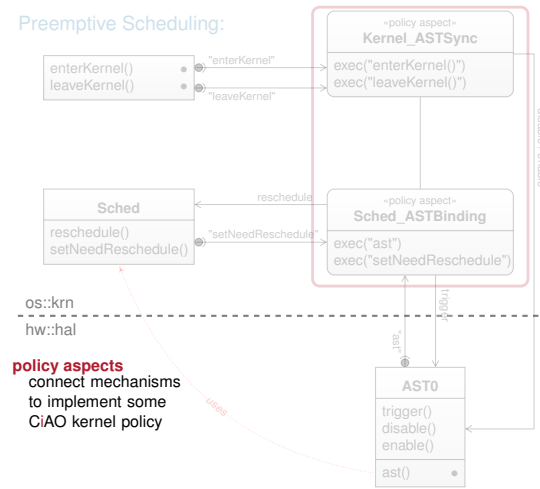 Preemptive Scheduling:
«policy aspect»
Kernel_ASTSync
exec("enterKernel()")
exec("leaveKernel()")
enterKernel()
leaveKernel()
"enterKernel"
"leaveKernel"
reschedule
Sched
reschedule()
setNeedReschedule()
"setNeedReschedule"
«policy aspect»
Sched_ASTBinding
exec("ast")
exec("setNeedReschedule")
trigger
os::krn
hw::hal
"ast"
policy aspects
connect mechanisms
to implement some
CiAO kernel policy
uses
AST0
trigger()
disable()
enable()
ast()